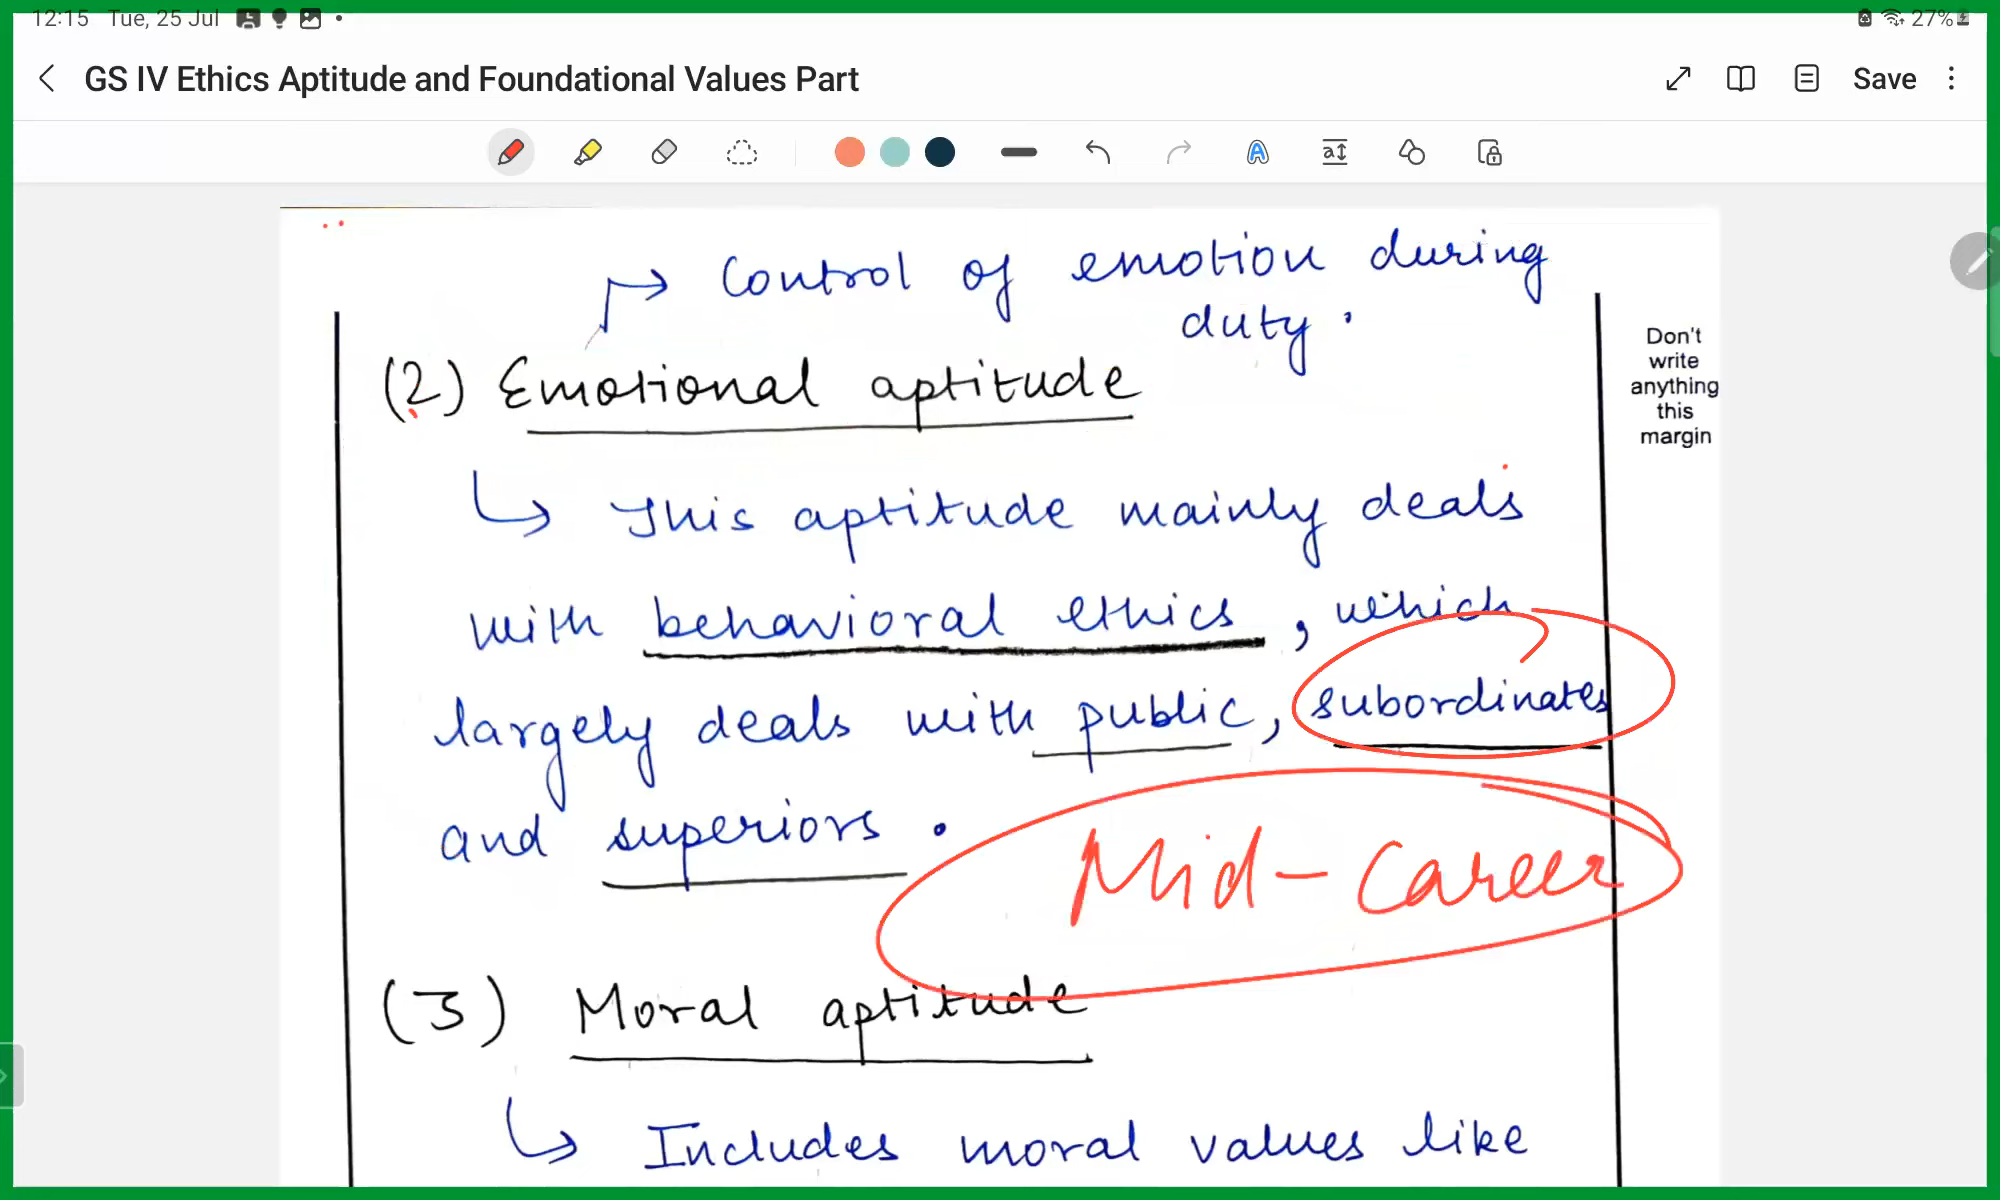 12:15 Tue, 25 Jul 27%
GS IV Ethics Aptitude and Foundational Values Part
Save
Control of emotion during
duty.
Don't
write
anything
this
margin
(2) Emotional aptitude
This aptitude mainly deals
with behavioral ethics, which
largely deals with public, subordinates
and superiors.
Mid-Career
(3) Moral aptitude
Includes moral values like